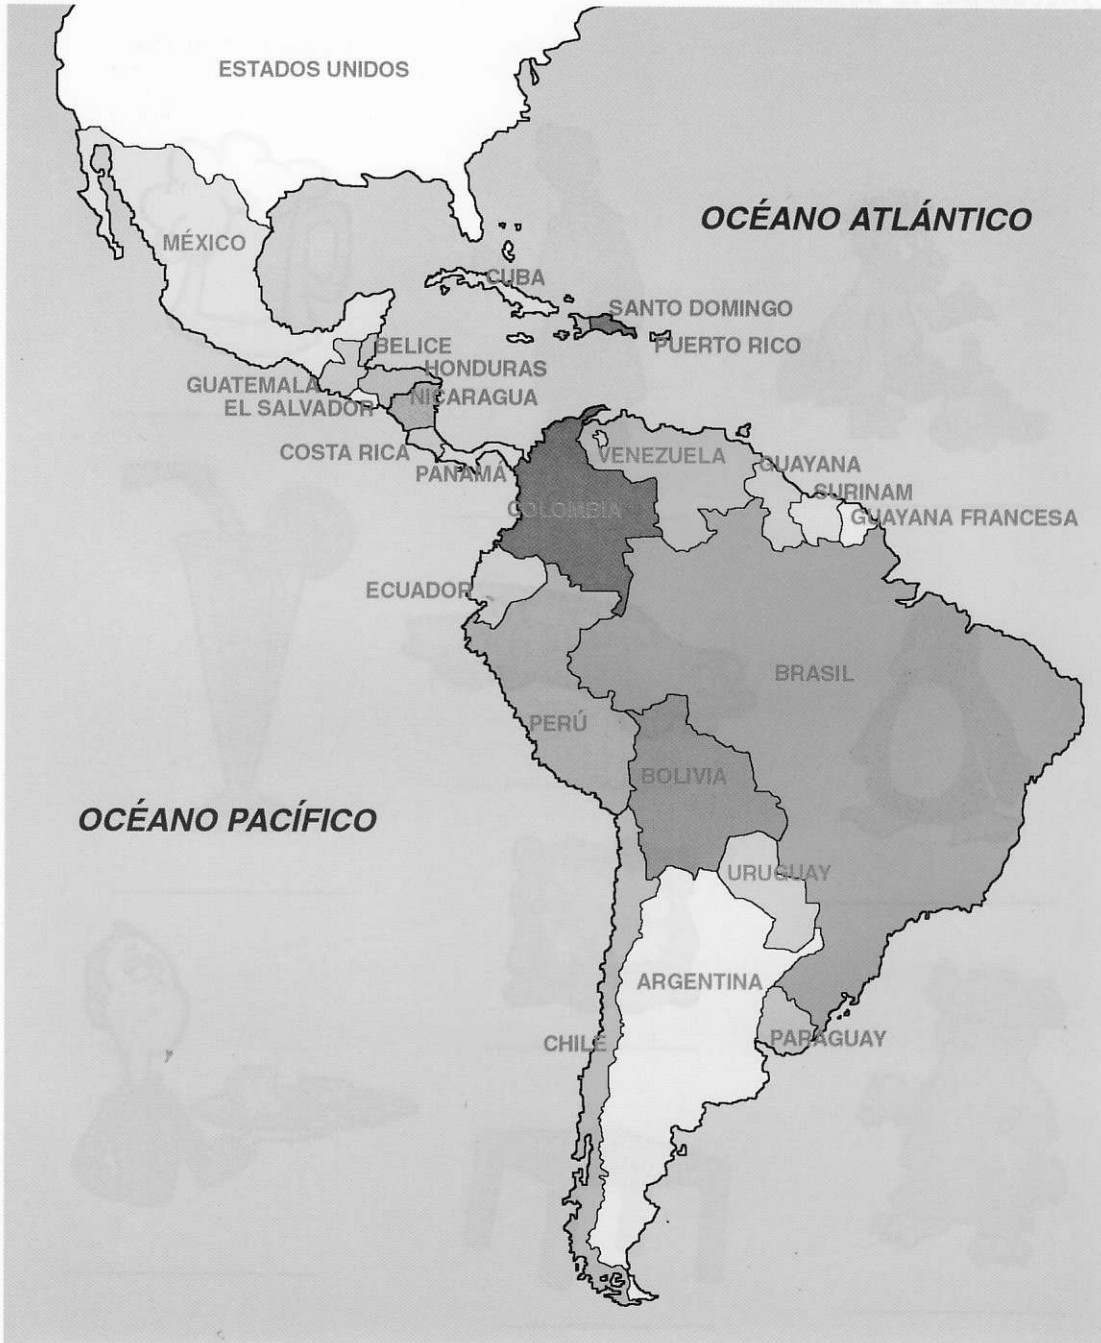 ESTADOS UNIDOS
OCÉANO ATLÁNTICO
MÉXICO
CUBA
SANTO DOMINGO
PUERTO RICO
BELICE
HONDURAS
GUATEMALA
NICARAGUA
EL SALVADOR
COSTA RICA
PANAMÁ
VENEZUELA
GUAYANA
SURINAM
COLOMBIA
GUAYANA FRANCESA
ECUADOR
BRASIL
PERÚ
BOLIVIA
OCÉANO PACÍFICO
URUGUAY
ARGENTINA
CHILE
PARAGUAY